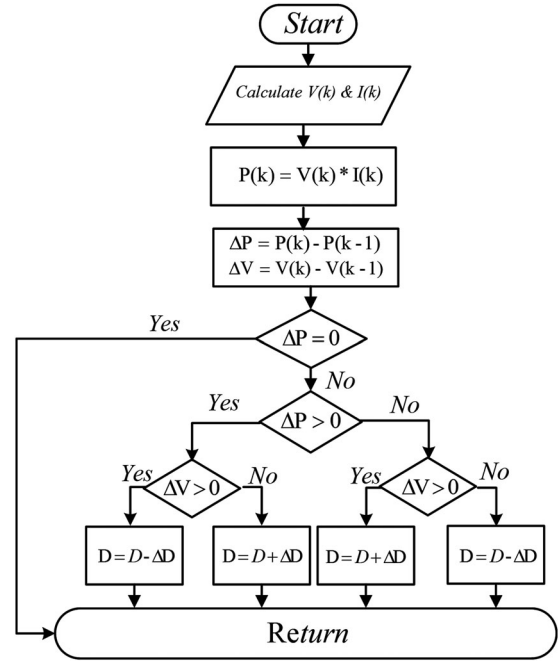 Start
Calculate V(k) & I(k)
P(k) = V(k) * I(k)
ΔP = P(k) - P(k - 1)
ΔV = V(k) - V(k - 1)
Yes
ΔP = 0
No
Yes
ΔP > 0
No
Yes
ΔV > 0
No
Yes
ΔV > 0
No
D = D - ΔD
D = D + ΔD
D = D + ΔD
D = D - ΔD
Return